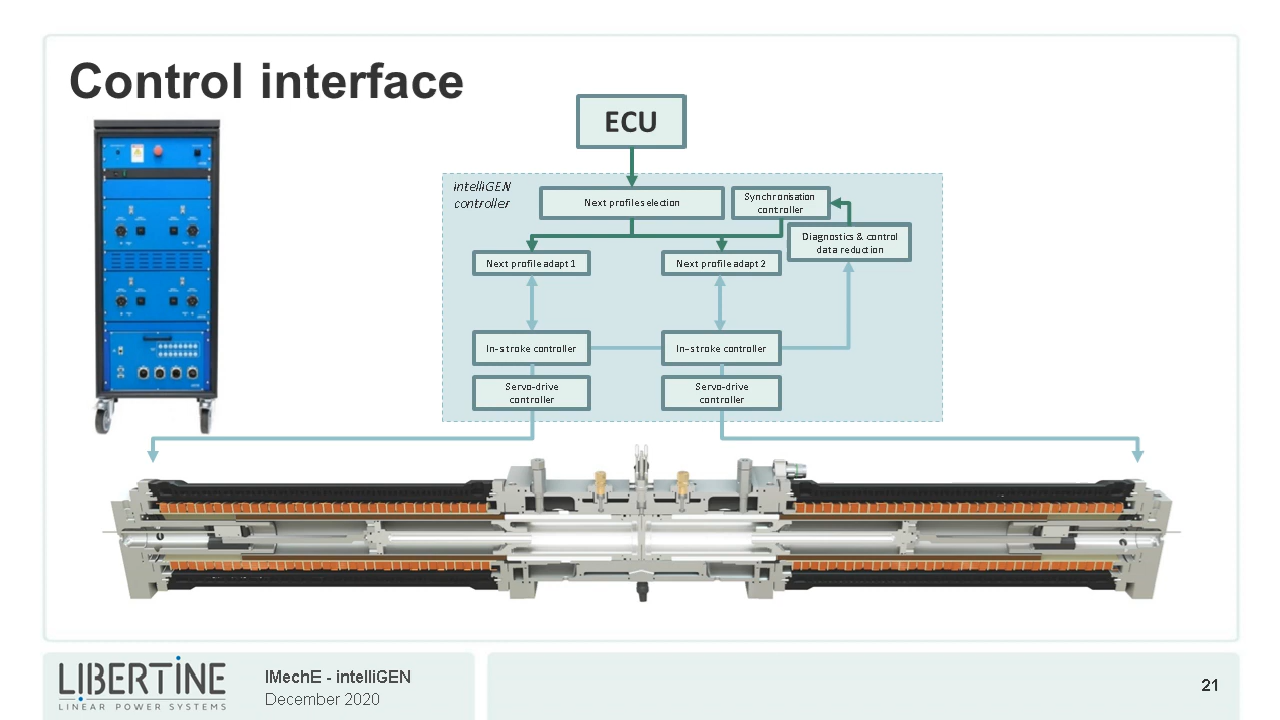 Control interface
ECU
intelliGEN
controller
Next profile selection
Synchronisation
controller
Diagnostics & control
data reduction
Next profile adapt 1
Next profile adapt 2
In-stroke controller
In-stroke controller
Servo-drive
controller
Servo-drive
controller
LIBERTINE
LINEAR POWER SYSTEMS
IMechE - intelliGEN
December 2020
21